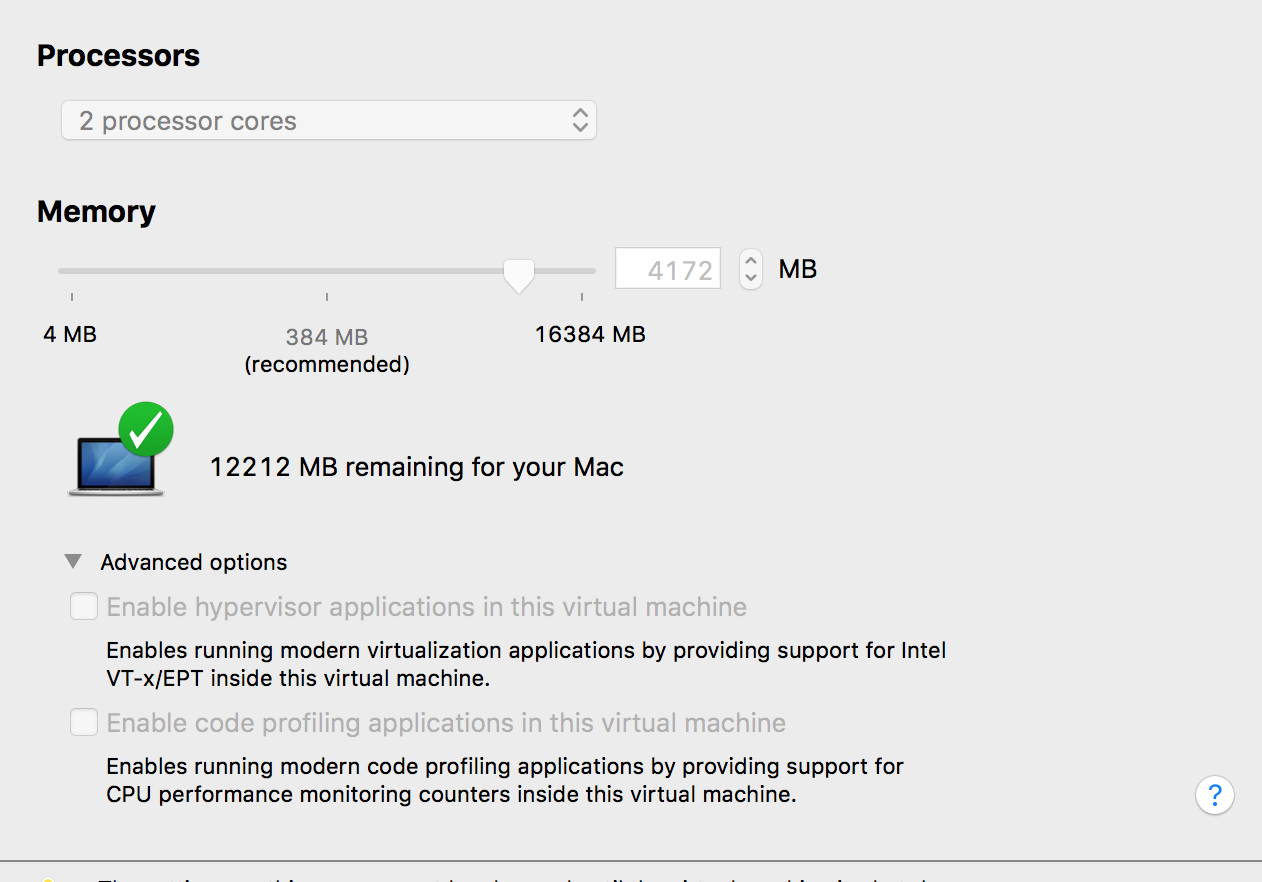 Processors
2 processor cores
Memory
4172 MB
4 MB
384 MB
16384 MB
(recommended)
12212 MB remaining for your Mac
Advanced options
Enable hypervisor applications in this virtual machine
Enables running modern virtualization applications by providing support for Intel
VT-x/EPT inside this virtual machine.
Enable code profiling applications in this virtual machine
Enables running modern code profiling applications by providing support for
CPU performance monitoring counters inside this virtual machine.
?